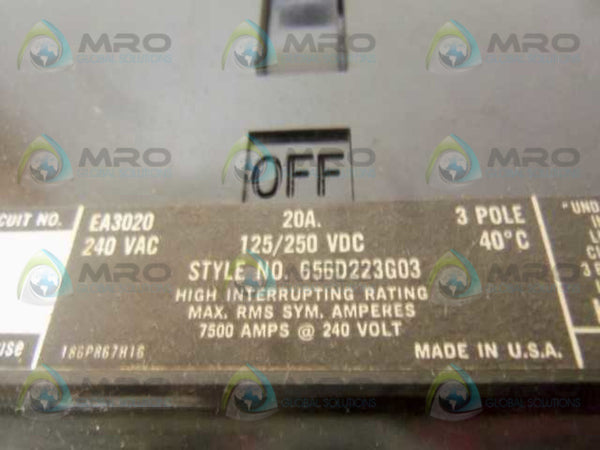 MRO
GLOBAL SOLUTIONS
OFF
CUIT NO.
EA3020 20A. 3 POLE
240 VAC 125/250 VDC 40°C
STYLE NO. 656D223G03
HIGH INTERRUPTING RATING
MAX. RMS SYM. AMPERES
7500 AMPS @ 240 VOLT
use
MADE IN U.S.A.
"UND